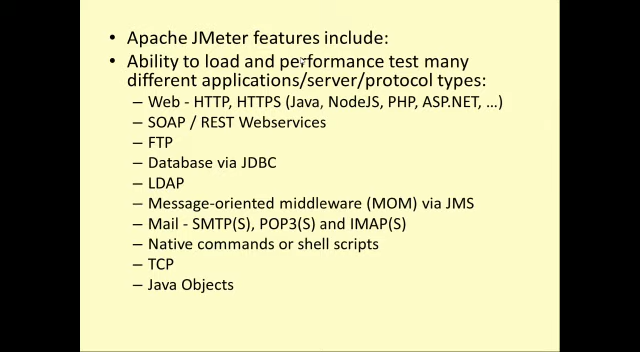 • Apache JMeter features include:
• Ability to load and performance test many
different applications/server/protocol types:
– Web - HTTP, HTTPS (Java, NodeJS, PHP, ASP.NET, …)
– SOAP / REST Webservices
– FTP
– Database via JDBC
– LDAP
– Message-oriented middleware (MOM) via JMS
– Mail - SMTP(S), POP3(S) and IMAP(S)
– Native commands or shell scripts
– TCP
– Java Objects